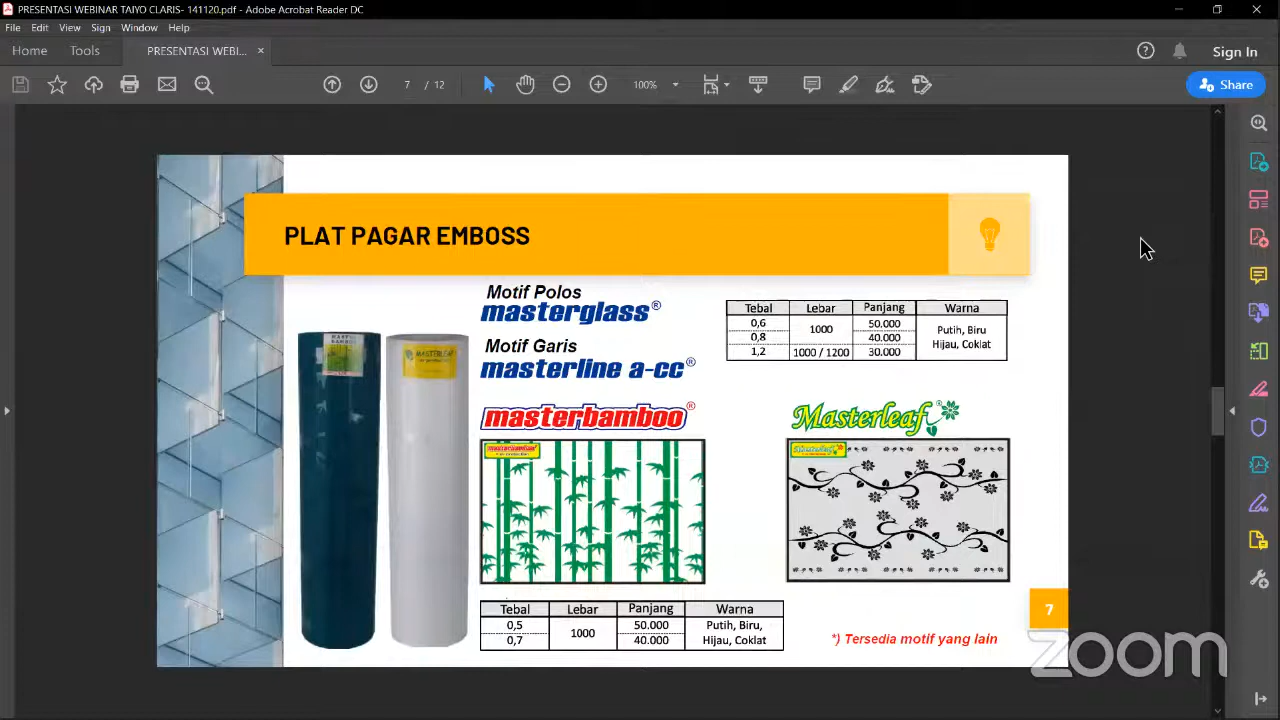 PRESENTASI WEBINAR TAIYO CLARIS- 141120.pdf - Adobe Acrobat Reader DC
File Edit View Sign Window Help
Home Tools PRESENTASI WEBI... × Sign In
7 / 12 100% Share
PLAT PAGAR EMBOSS
Motif Polos
masterglass®
Motif Garis
masterline a-cc®
Tebal Lebar Panjang Warna
0,6 1000 50.000 Putih, Biru
0,8 40.000 Hijau, Coklat
1,2 1000 / 1200 30.000
MASTERLEAF
masterbamboo®
Masterleaf®
masterbamboo
Masterleaf
Tebal Lebar Panjang Warna
0,5 1000 50.000 Putih, Biru,
0,7 40.000 Hijau, Coklat
*) Tersedia motif yang lain
7
zoom